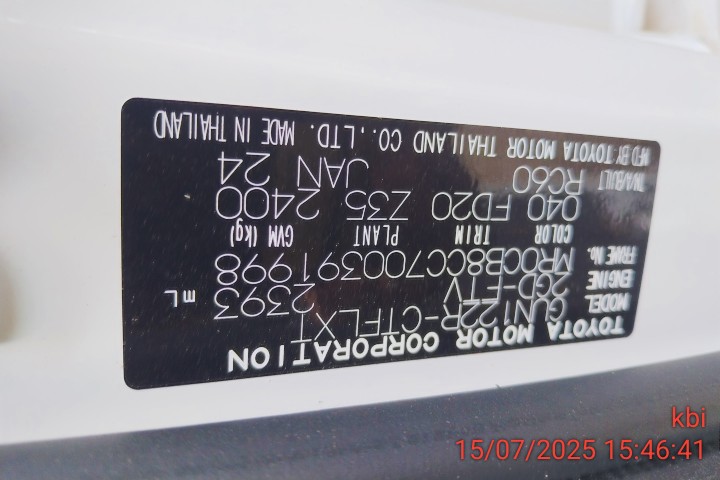 TOYOTA MOTOR CORPORATION
MODEL GUN122R-CTFLXT
ENGINE 2GD-FTV 2393 mL
FRAME No. MR0CB8CC700391998
COLOR TRIM PLANT GVM (kg)
040 FD20 Z35 2400
TWA/BUILT RC60 JAN 24
MFD BY TOYOTA MOTOR THAILAND CO.,LTD. MADE IN THAILAND
kbi
15/07/2025 15:46:41